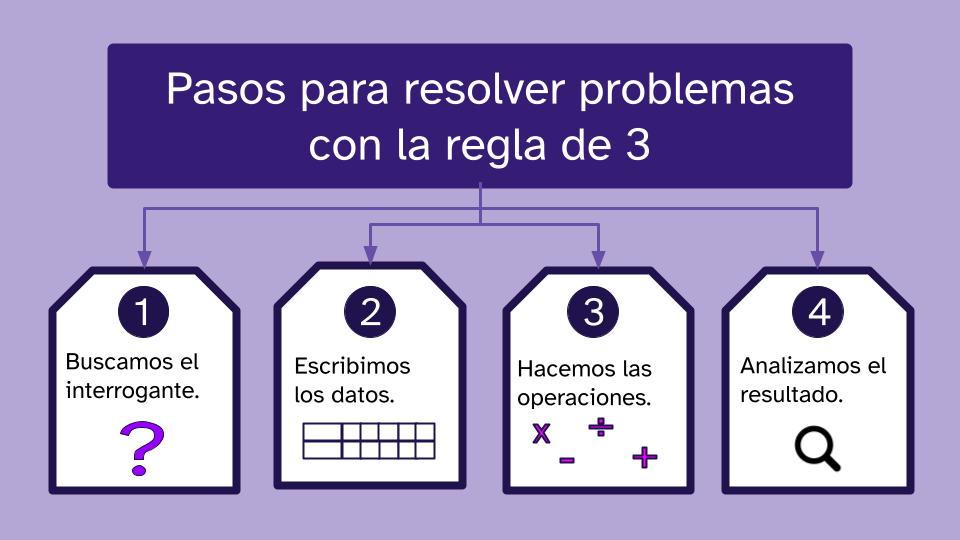 Pasos para resolver problemas
con la regla de 3
1
Buscamos el
interrogante.
?
2
Escribimos
los datos.
3
Hacemos las
operaciones.
x ÷
- +
4
Analizamos el
resultado.